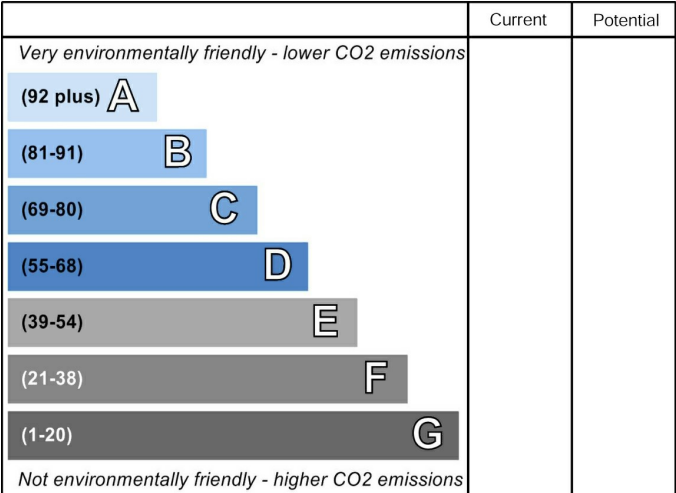 Current Potential
Very environmentally friendly - lower CO2 emissions
(92 plus) A
(81-91) B
(69-80) C
(55-68) D
(39-54) E
(21-38) F
(1-20) G
Not environmentally friendly - higher CO2 emissions